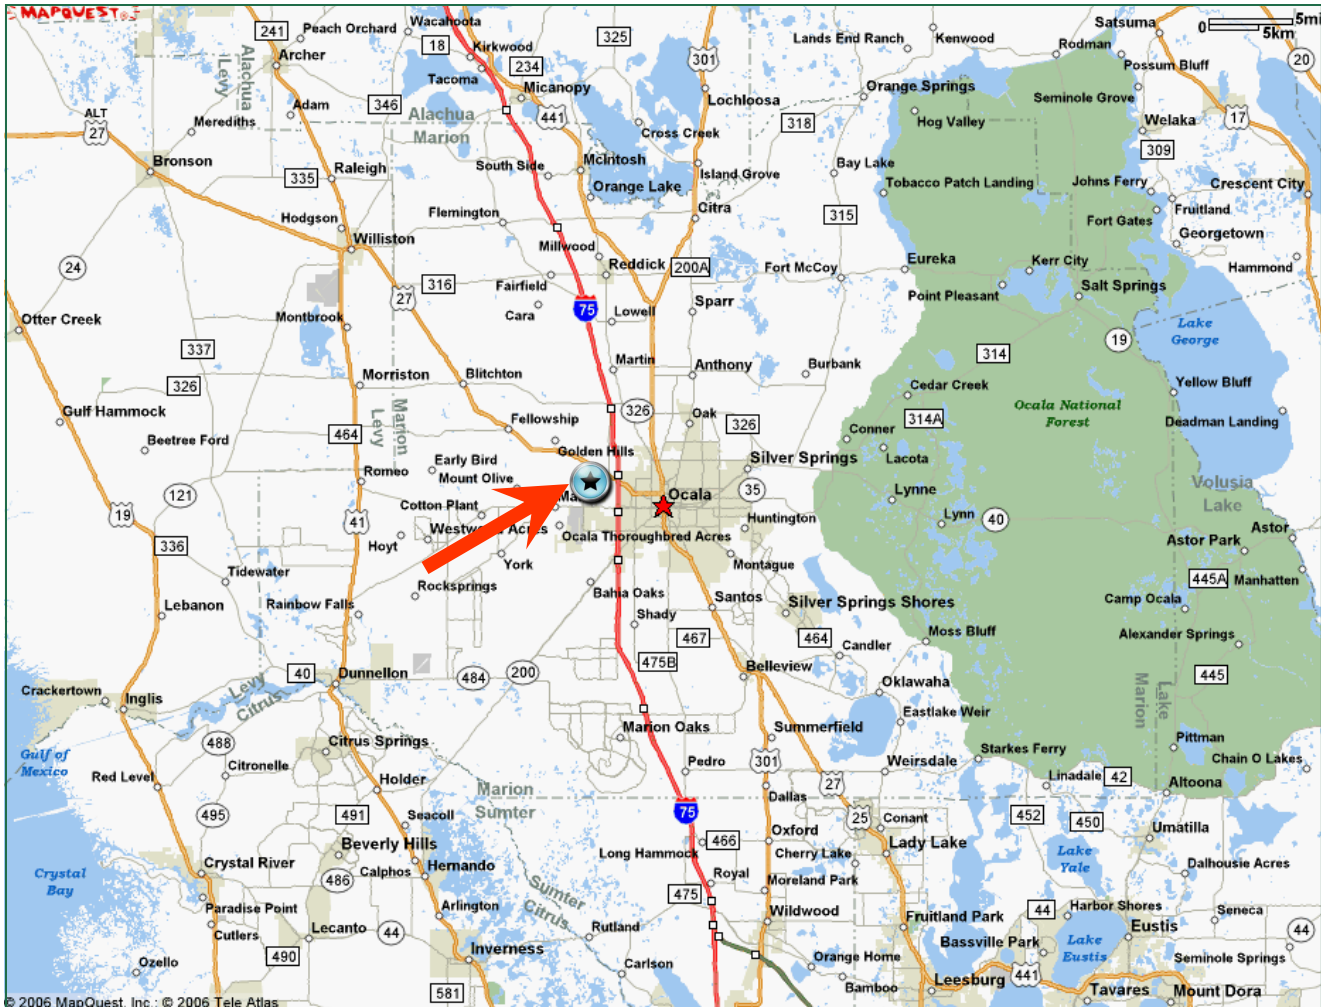 MAPQUEST
Wacahoota
Satsuma
0 5mi
5km
241
Peach Orchard
18
Kirkwood
325
Lands End Ranch
Kenwood
Rodman
Archer
234
301
Possum Bluff
20
Alachua
Levy
Tacoma
Micanopy
Orange Springs
Seminole Grove
Adam
346
Alachua
Marion
441
Lochloosa
318
Hog Valley
Welaka
17
ALT
27
Merediths
Cross Creek
309
Bronson
Raleigh
335
South Side
McIntosh
Orange Lake
Island Grove
Bay Lake
Tobacco Patch Landing
Johns Ferry
Crescent City
Hodgson
Flemington
Citra
315
Fruitland
Fort Gates
Georgetown
Williston
Millwood
Reddick
200A
Fort McCoy
Eureka
Kerr City
Hammond
24
316
27
Fairfield
Cara
Point Pleasant
Salt Springs
Sparr
75
Lowell
Otter Creek
Montbrook
Lake
George
19
337
Martin
Anthony
Burbank
314
326
Morriston
Blitchton
Cedar Creek
Yellow Bluff
Gulf Hammock
Marion
Levy
Fellowship
326
Oak
326
314A
Ocala National
Forest
Deadman Landing
Beetree Ford
464
Golden Hills
Conner
Early Bird
Mount Olive
Silver Springs
Lacota
Romeo
Volusia
Lake
121
Cotton Plant
Ma
Ocala
35
Lynne
19
41
Westwood Acres
Huntington
Lynn
40
Astor
336
Hoyt
Ocala Thoroughbred Acres
Astor Park
York
Montague
Tidewater
Rocksprings
445A
Manhatten
Lebanon
Rainbow Falls
Bahia Oaks
Santos
Silver Springs Shores
Camp Ocala
Shady
467
464
Candler
Moss Bluff
Alexander Springs
475B
Belleview
40
Dunnellon
484
200
Oklawaha
445
Crackertown
Levy
Citrus
Marion
Lake
Inglis
Eastlake Weir
Marion Oaks
Summerfield
488
Citrus Springs
Starkes Ferry
Pittman
Gulf of
Mexico
Citronelle
Pedro
301
Weirsdale
Chain O Lakes
Red Level
Holder
27
Linadale
42
Altoona
Marion
Sumter
Dallas
495
491
Seacoll
75
25
Conant
452
450
Umatilla
Beverly Hills
466
Oxford
Long Hammock
Cherry Lake
Lady Lake
Lake
Yale
Crystal River
Calphos
Hernando
Dalhousie Acres
Crystal
Bay
486
Royal
Moreland Park
Sumter
Citrus
475
Paradise Point
Arlington
Wildwood
44
Harbor Shores
Seneca
Cutlers
Lecanto
44
Rutland
Fruitland Park
Eustis
44
Inverness
Bassville Park
Lake
Eustis
490
Ozello
Carlson
Orange Home
441
Seminole Springs
Bamboo
Leesburg
581
Tavares
Mount Dora
© 2006 MapQuest, Inc.; © 2006 Tele Atlas